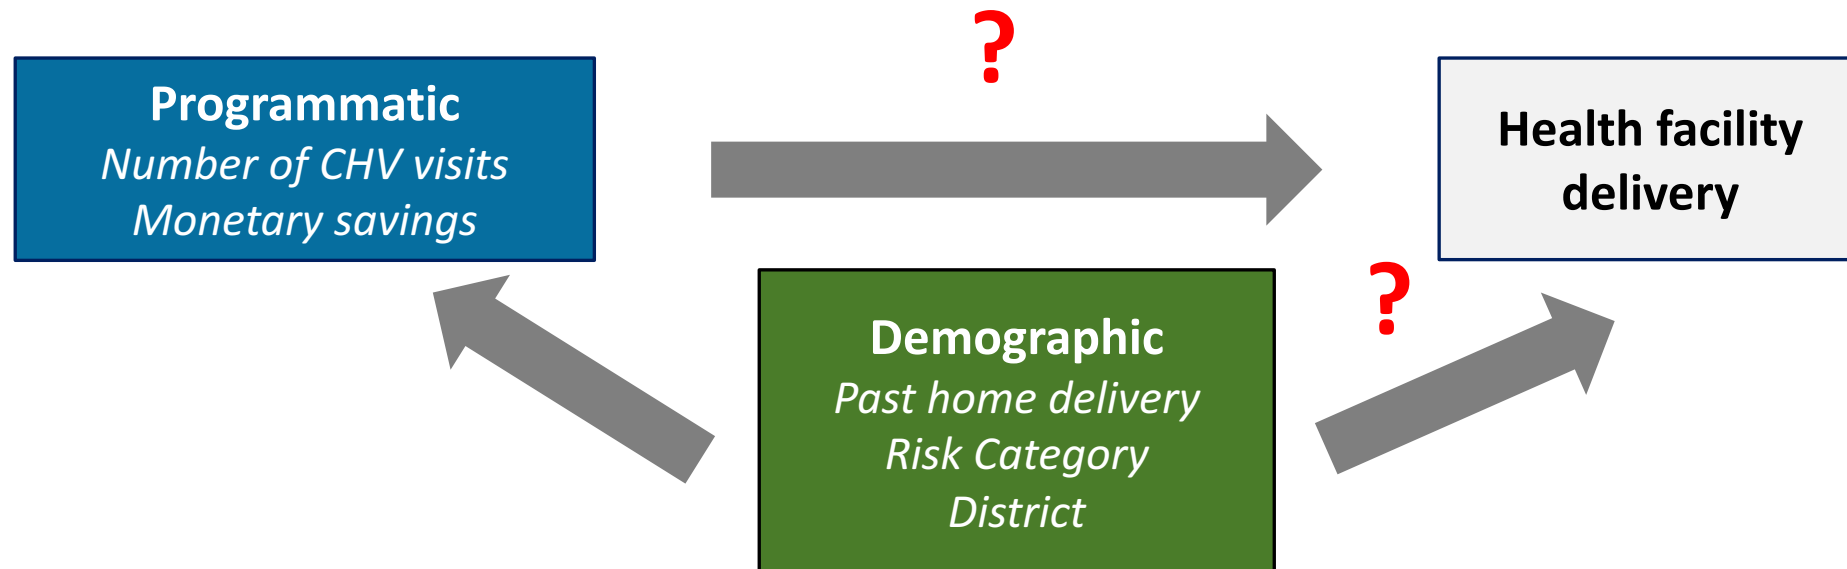 ?
Programmatic
Number of CHV visits
Monetary savings
Health facility
delivery
?
Demographic
Past home delivery
Risk Category
District